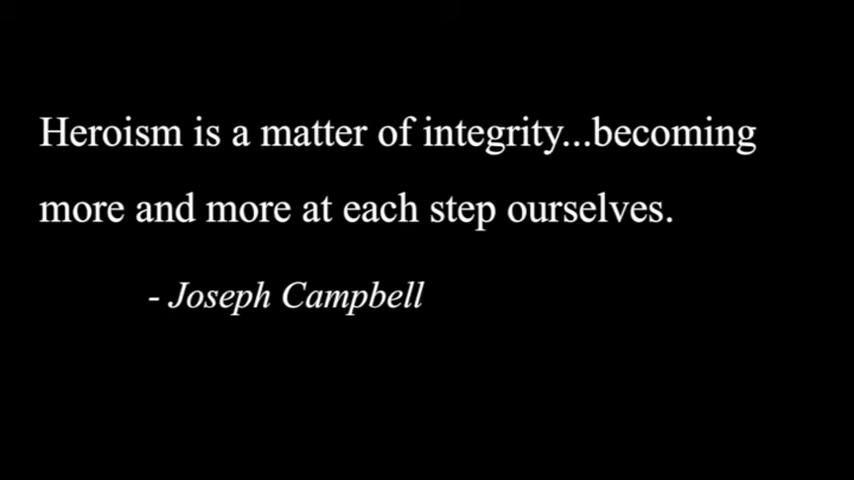 Heroism is a matter of integrity...becoming
more and more at each step ourselves.
- Joseph Campbell